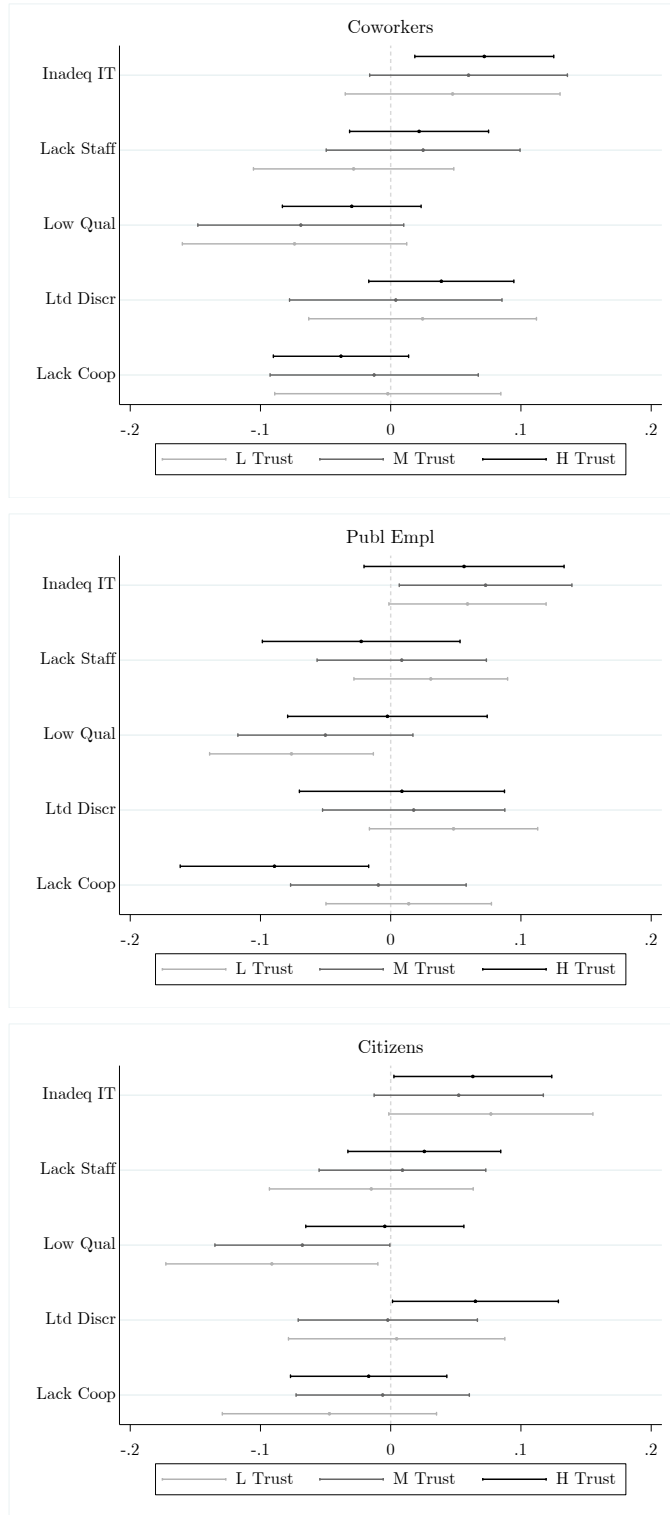 Coworkers
Inadeq IT
Lack Staff
Low Qual
Ltd Discr
Lack Coop
-.2 -.1 0 .1 .2
L Trust M Trust H Trust
Publ Empl
Inadeq IT
Lack Staff
Low Qual
Ltd Discr
Lack Coop
-.2 -.1 0 .1 .2
L Trust M Trust H Trust
Citizens
Inadeq IT
Lack Staff
Low Qual
Ltd Discr
Lack Coop
-.2 -.1 0 .1 .2
L Trust M Trust H Trust